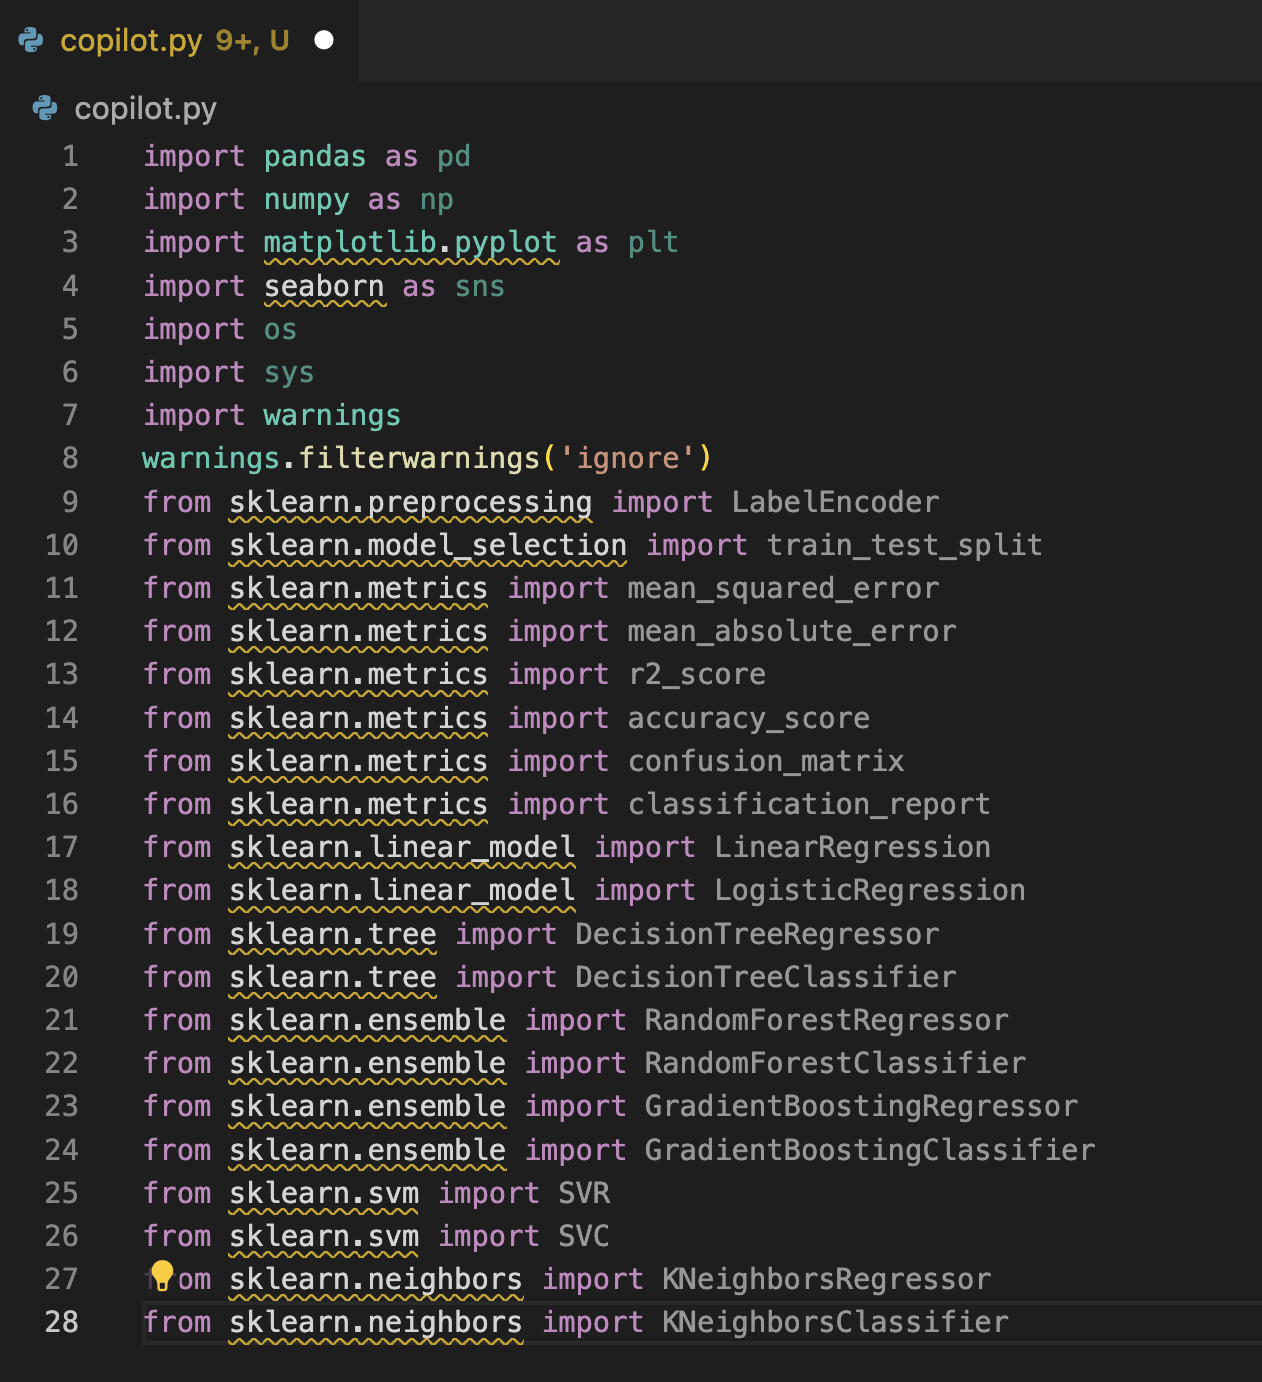 copilot.py 9+, U
copilot.py
1 import pandas as pd
2 import numpy as np
3 import matplotlib.pyplot as plt
4 import seaborn as sns
5 import os
6 import sys
7 import warnings
8 warnings.filterwarnings('ignore')
9 from sklearn.preprocessing import LabelEncoder
10 from sklearn.model_selection import train_test_split
11 from sklearn.metrics import mean_squared_error
12 from sklearn.metrics import mean_absolute_error
13 from sklearn.metrics import r2_score
14 from sklearn.metrics import accuracy_score
15 from sklearn.metrics import confusion_matrix
16 from sklearn.metrics import classification_report
17 from sklearn.linear_model import LinearRegression
18 from sklearn.linear_model import LogisticRegression
19 from sklearn.tree import DecisionTreeRegressor
20 from sklearn.tree import DecisionTreeClassifier
21 from sklearn.ensemble import RandomForestRegressor
22 from sklearn.ensemble import RandomForestClassifier
23 from sklearn.ensemble import GradientBoostingRegressor
24 from sklearn.ensemble import GradientBoostingClassifier
25 from sklearn.svm import SVR
26 from sklearn.svm import SVC
27 from sklearn.neighbors import KNeighborsRegressor
28 from sklearn.neighbors import KNeighborsClassifier